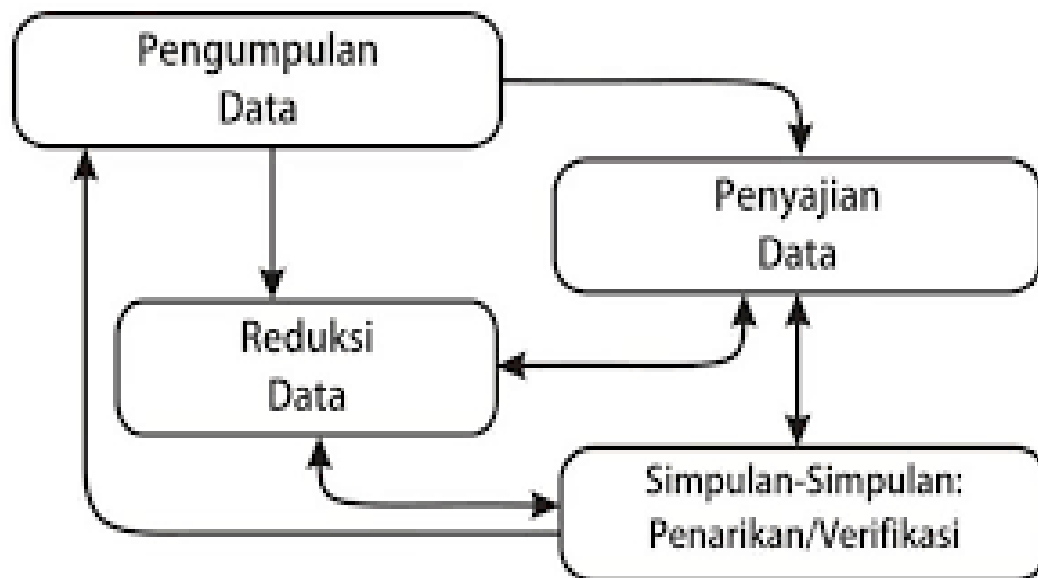 Pengumpulan
Data
Penyajian
Data
Reduksi
Data
Simpulan-Simpulan:
Penarikan/Verifikasi